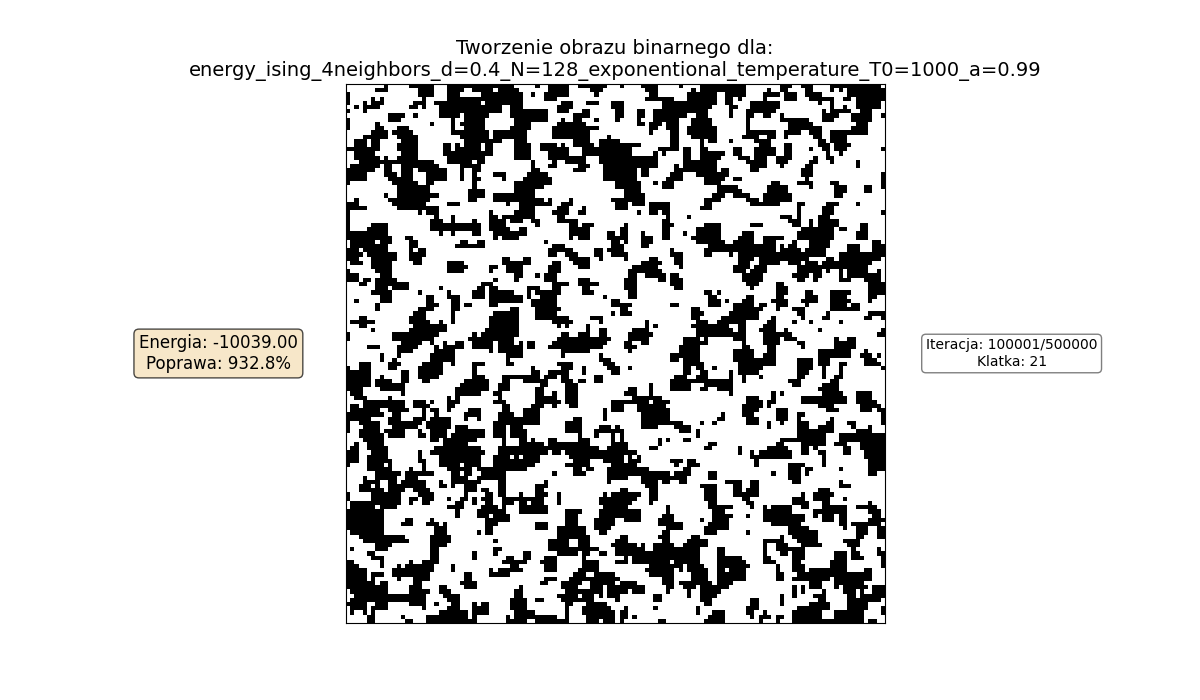 Tworzenie obrazu binarnego dla:
energy_ising_4neighbors_d=0.4_N=128_exponentional_temperature_T0=1000_a=0.99
Energia: -10039.00
Poprawa: 932.8%
Iteracja: 100001/500000
Klatka: 21